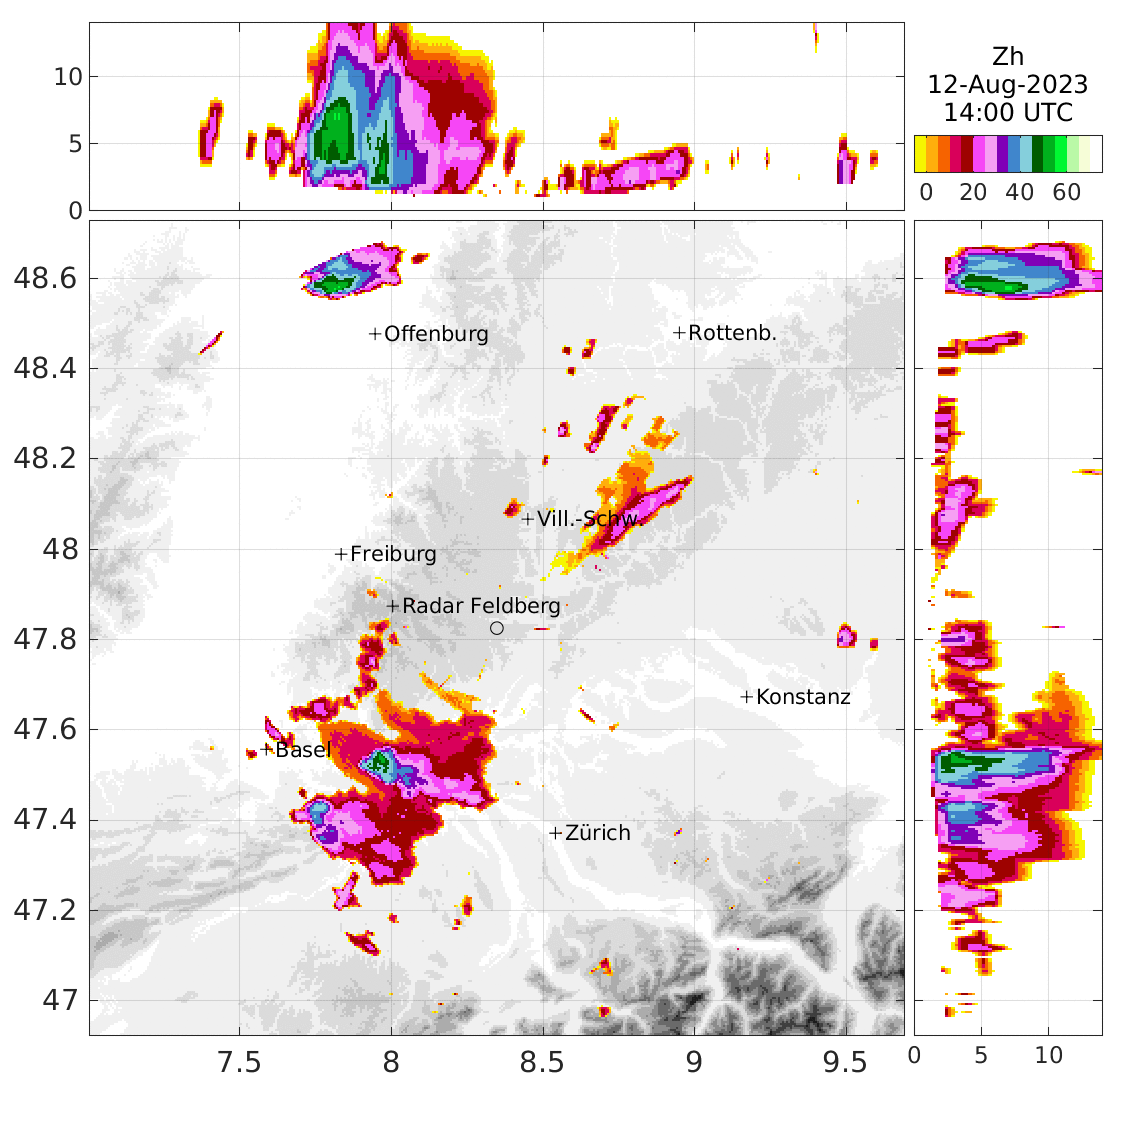 10
5
0
Zh
12-Aug-2023
14:00 UTC
0 20 40 60
48.6
+Offenburg
+Rottenb.
48.4
48.2
+Vill.-Schw.
48
+Freiburg
+Radar Feldberg
47.8
+Konstanz
47.6
+Basel
47.4
+Zürich
47.2
47
7.5 8 8.5 9 9.5
0 5 10